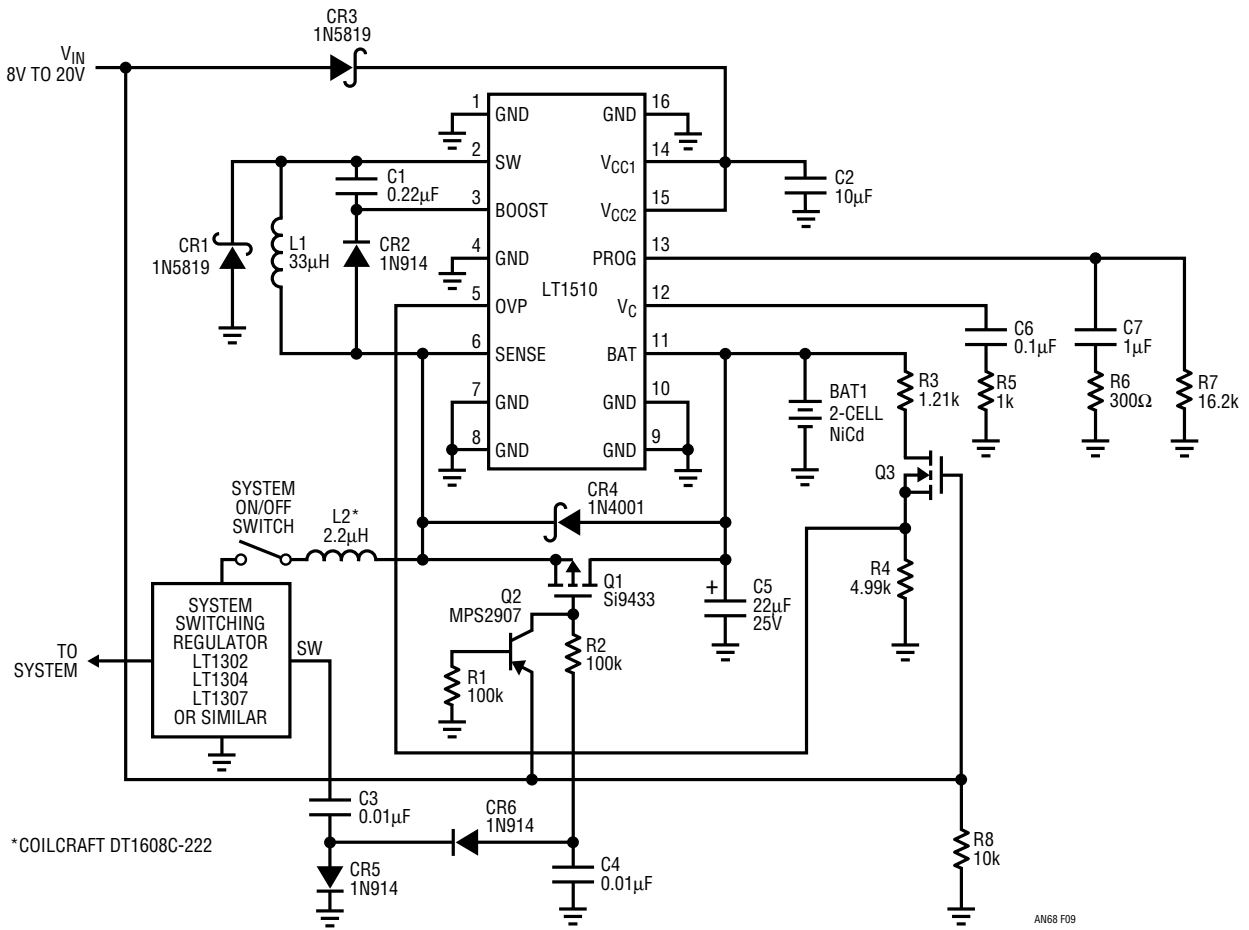 CR3
1N5819
VIN
8V TO 20V
1
GND
16
GND
2
SW
14
VCC1
C1
0.22µF
C2
10µF
3
BOOST
15
VCC2
CR1
1N5819
L1
33µH
CR2
1N914
4
GND
13
PROG
LT1510
5
OVP
12
VC
C6
0.1µF
C7
1µF
6
SENSE
11
BAT
R3
1.21k
R5
1k
R6
300Ω
R7
16.2k
BAT1
2-CELL
NiCd
7
GND
10
GND
8
GND
9
GND
Q3
SYSTEM
ON/OFF
SWITCH
L2*
2.2µH
CR4
1N4001
Q1
Si9433
Q2
MPS2907
+
C5
22µF
25V
R4
4.99k
SYSTEM
SWITCHING
REGULATOR
LT1302
LT1304
LT1307
OR SIMILAR
SW
TO
SYSTEM
R1
100k
R2
100k
C3
0.01µF
CR6
1N914
*COILCRAFT DT1608C-222
CR5
1N914
C4
0.01µF
R8
10k
AN68 F09